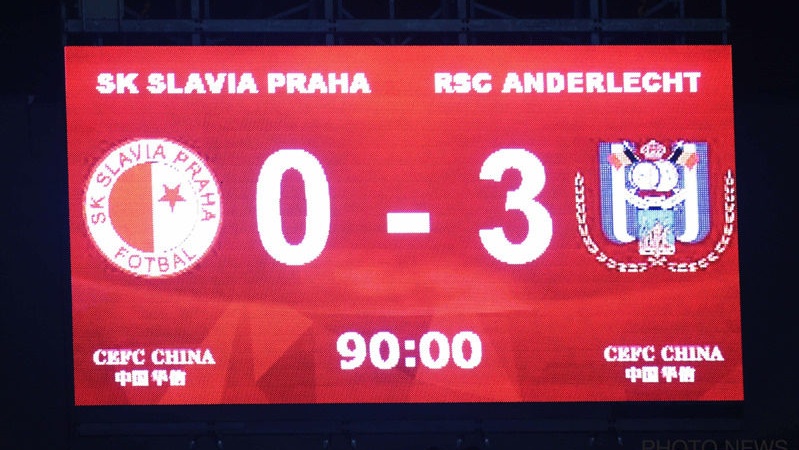 SK SLAVIA PRAHA
RSC ANDERLECHT
SK SLAVIA PRAHA
FOTBAL
0 - 3
90:00
CEFC CHINA
中国华信
CEFC CHINA
中国华信
PHOTO NEWS